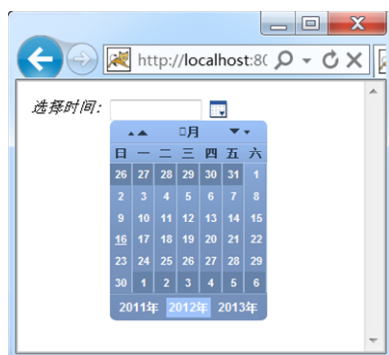 http://localhost:80
选择时间:
月
日 一 二 三 四 五 六
26 27 28 29 30 31 1
2 3 4 5 6 7 8
9 10 11 12 13 14 15
16 17 18 19 20 21 22
23 24 25 26 27 28 29
30 1 2 3 4 5 6
2011年 2012年 2013年